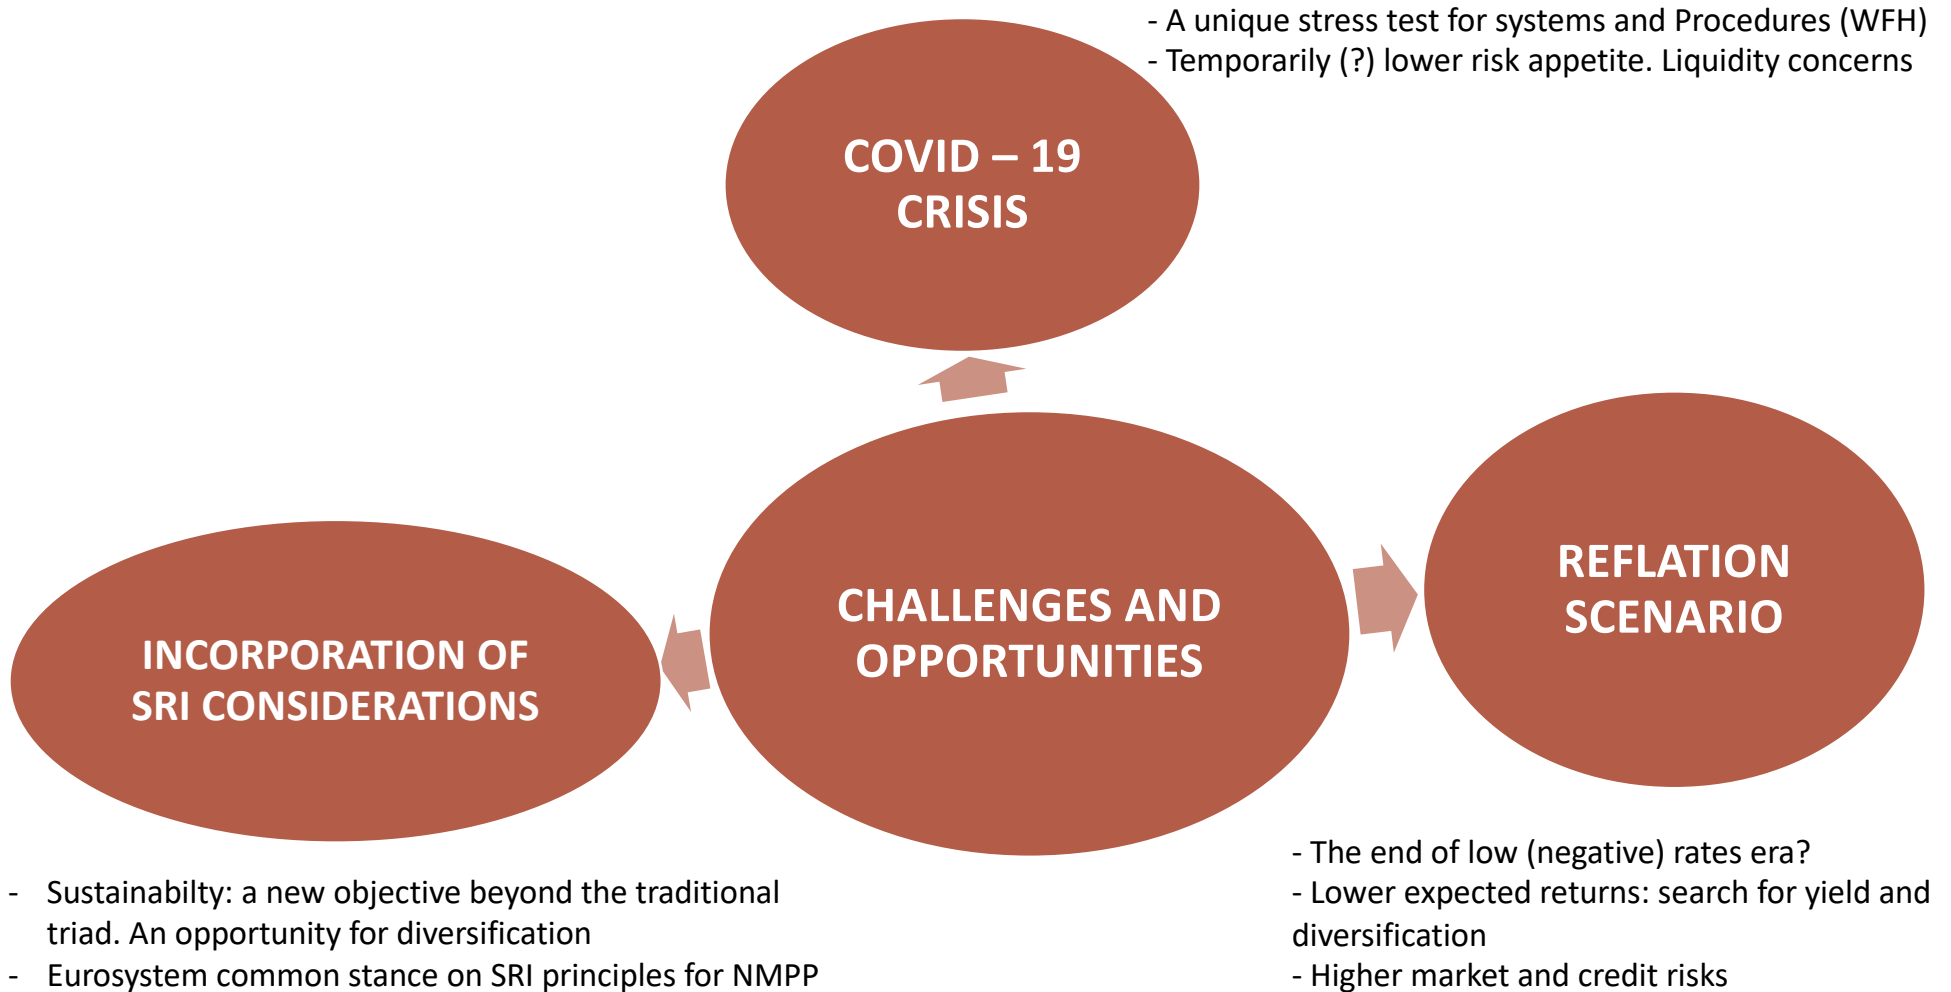 - A unique stress test for systems and Procedures (WFH)
- Temporarily (?) lower risk appetite. Liquidity concerns
COVID – 19
CRISIS
REFLATION
SCENARIO
CHALLENGES AND
OPPORTUNITIES
INCORPORATION OF
SRI CONSIDERATIONS
- The end of low (negative) rates era?
- Lower expected returns: search for yield and
diversification
- Higher market and credit risks
- Sustainabilty: a new objective beyond the traditional
triad. An opportunity for diversification
- Eurosystem common stance on SRI principles for NMPP